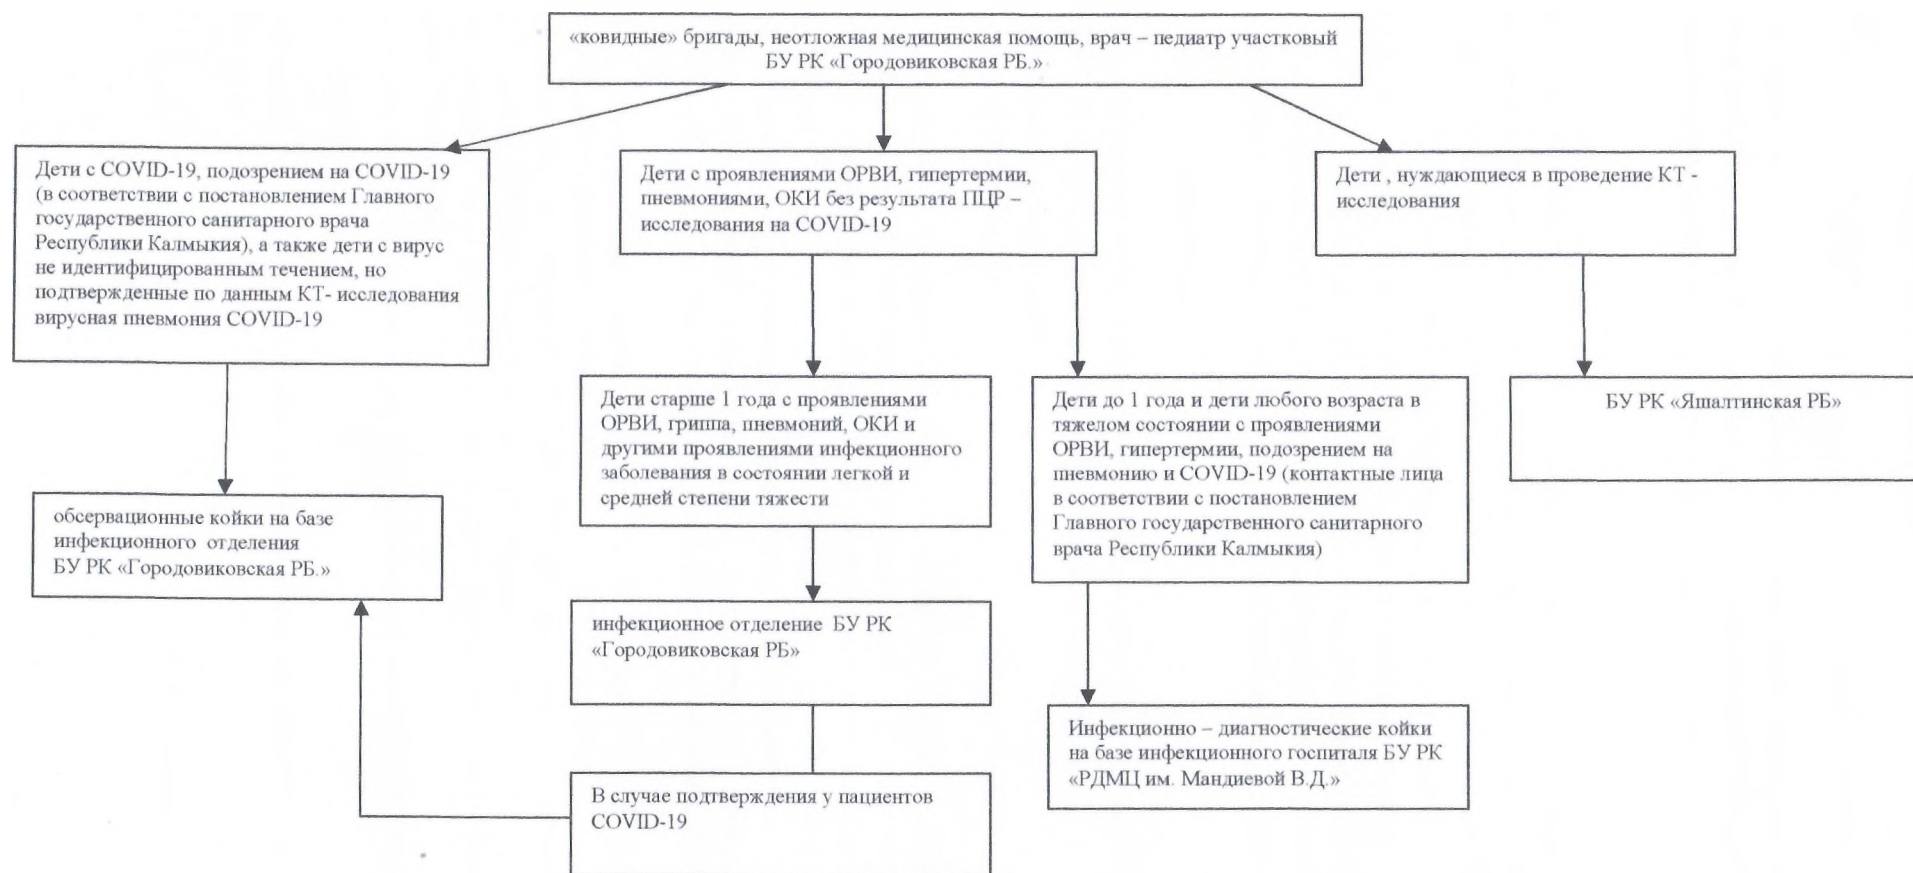 «ковидные» бригады, неотложная медицинская помощь, врач – педиатр участковый
БУ РК «Городовиковская РБ.»
Дети с COVID-19, подозрением на COVID-19
(в соответствии с постановлением Главного
государственного санитарного врача
Республики Калмыкия), а также дети с вирус
не идентифицированным течением, но
подтвержденные по данным КТ- исследования
вирусная пневмония COVID-19
Дети с проявлениями ОРВИ, гипертермии,
пневмониями, ОКИ без результата ПЦР –
исследования на COVID-19
Дети , нуждающиеся в проведение КТ -
исследования
обсервационные койки на базе
инфекционного отделения
БУ РК «Городовиковская РБ.»
Дети старше 1 года с проявлениями
ОРВИ, гриппа, пневмоний, ОКИ и
другими проявлениями инфекционного
заболевания в состоянии легкой и
средней степени тяжести
Дети до 1 года и дети любого возраста в
тяжелом состоянии с проявлениями
ОРВИ, гипертермии, подозрением на
пневмонию и COVID-19 (контактные лица
в соответствии с постановлением
Главного государственного санитарного
врача Республики Калмыкия)
БУ РК «Яшалтинская РБ»
инфекционное отделение БУ РК
«Городовиковская РБ»
Инфекционно – диагностические койки
на базе инфекционного госпиталя БУ РК
«РДМЦ им. Мандиевой В.Д.»
В случае подтверждения у пациентов
COVID-19